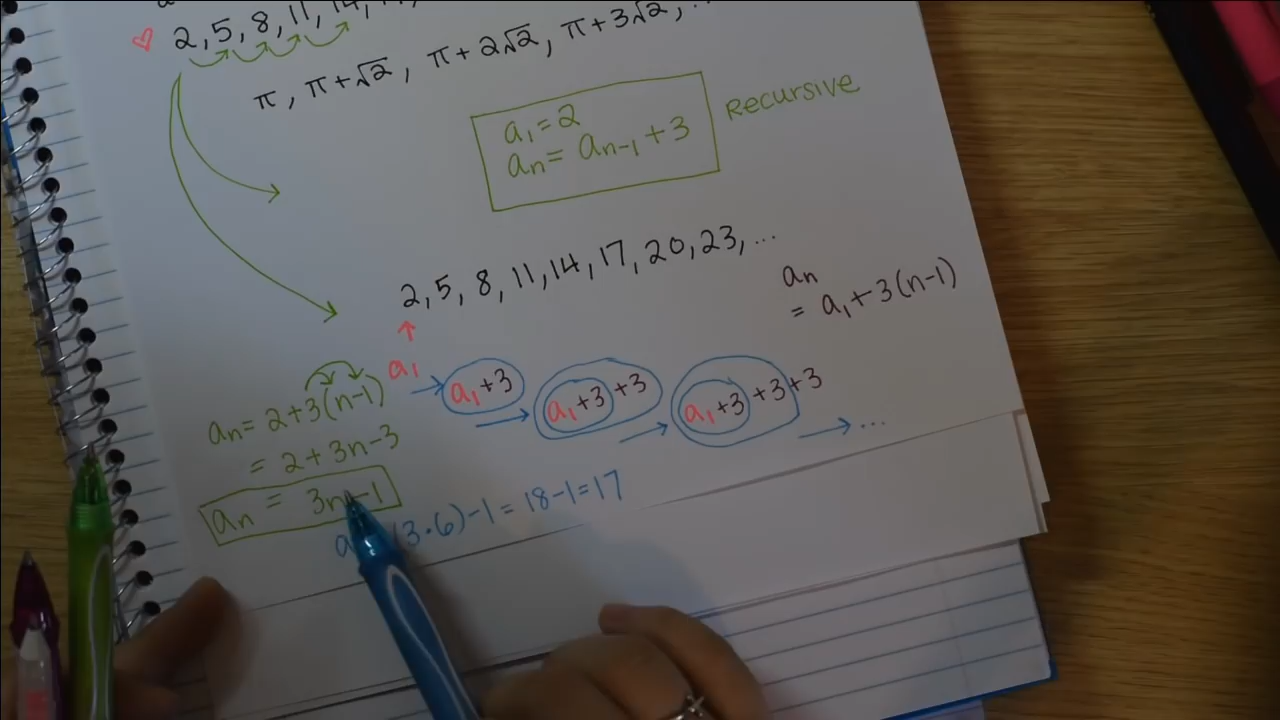 2, 5, 8, 11, 14,
π, π+√2, π+2√2, π+3√2, ..
a₁=2
aₙ= aₙ₋₁+3
Recursive
2, 5, 8, 11, 14, 17, 20, 23, ...
aₙ
= a₁+3(n-1)
a₁
a₁+3 a₁+3+3 a₁+3+3+3 ...
aₙ= 2+3(n-1)
= 2+3n-3
aₙ = 3n-1
a (3·6)-1=18-1=17